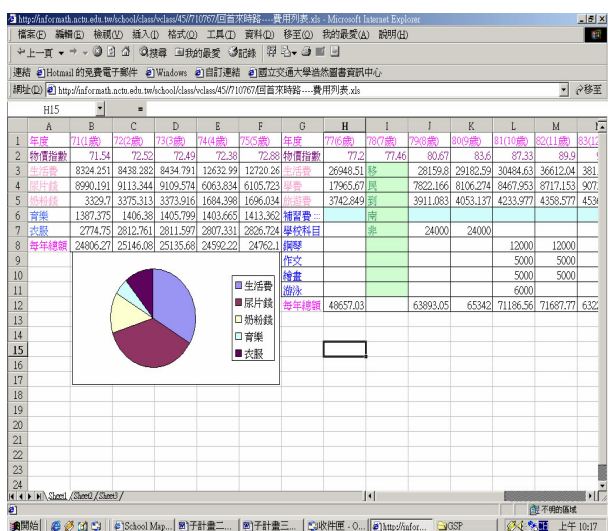 http://informath.nctu.edu.tw/school/class/vclass/45//710767/回首來時路----費用列表.xls - Microsoft Internet Explorer
檔案(F) 編輯(E) 檢視(V) 插入(I) 格式(O) 工具(T) 資料(D) 移至(G) 我的最愛(A) 說明(H)
上一頁 搜尋 我的最愛 記錄
連結 Hotmail 的免費電子郵件 Windows 自訂連結 國立交通大學浩然圖書資訊中心
網址(D) http://informath.nctu.edu.tw/school/class/vclass/45//710767/回首來時路----費用列表.xls 移至
H15 =
A B C D E F G H I J K L M
1 年度 71(1歲) 72(2歲) 73(3歲) 74(4歲) 75(5歲) 年度 77(6歲) 78(7歲) 79(8歲) 80(9歲) 81(10歲) 82(11歲) 83(12
2 物價指數 71.54 72.52 72.49 72.38 72.88 物價指數 77.2 77.46 80.67 83.6 87.33 89.9
3 生活費 8324.251 8438.282 8434.791 12632.99 12720.26 生活費 26948.51 移 28159.8 29182.59 30484.63 36612.04 381
4 尿片錢 8990.191 9113.344 9109.574 6063.834 6105.723 學費 17965.67 民 7822.166 8106.274 8467.953 8717.153 907
5 奶粉錢 3329.7 3375.313 3373.916 1684.398 1696.034 旅遊費 3742.849 到 3911.083 4053.137 4233.977 4358.577 453
6 育樂 1387.375 1406.38 1405.799 1403.665 1413.362 補習費::: 南
7 衣服 2774.75 2812.761 2811.597 2807.331 2826.724 學校科目 非 24000 24000
8 每年總額 24806.27 25146.08 25135.68 24592.22 24762.1 鋼琴 12000 12000
9 作文 5000 5000
10 繪畫 5000 5000
11 游泳 6000
12 每年總額 48657.03 63893.05 65342 71186.56 71687.77 632
13
14
15
16
17
18
19
20
21
22
23
24
生活費
尿片錢
奶粉錢
育樂
衣服
Sheet1 Sheet2 Sheet3
不明的區域
開始 School Map... 子計畫二... 子計畫三... 收件匣 - O... http://infor... GSP 上午 10:17